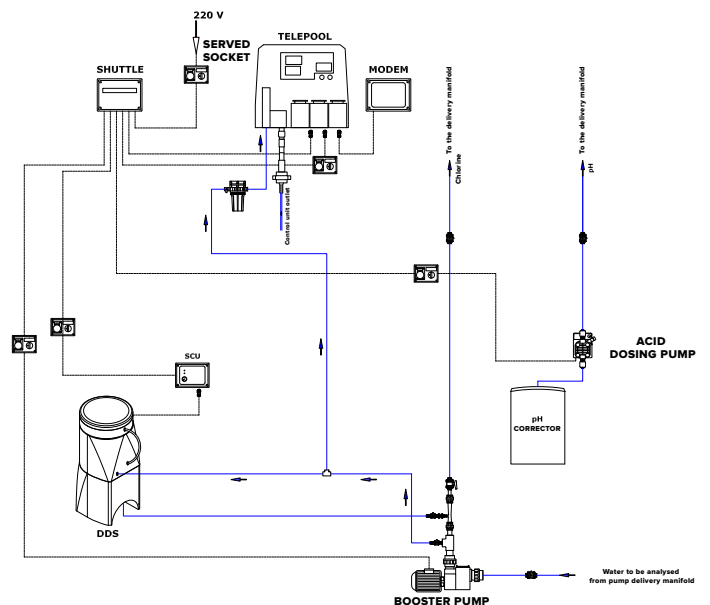 220 V
SERVED
SOCKET
TELEPOOL
SHUTTLE
MODEM
To the delivery manifold
Chlorine
To the delivery manifold
pH
Control unit outlet
SCU
ACID
DOSING PUMP
pH
CORRECTOR
DDS
Water to be analysed
from pump delivery manifold
BOOSTER PUMP